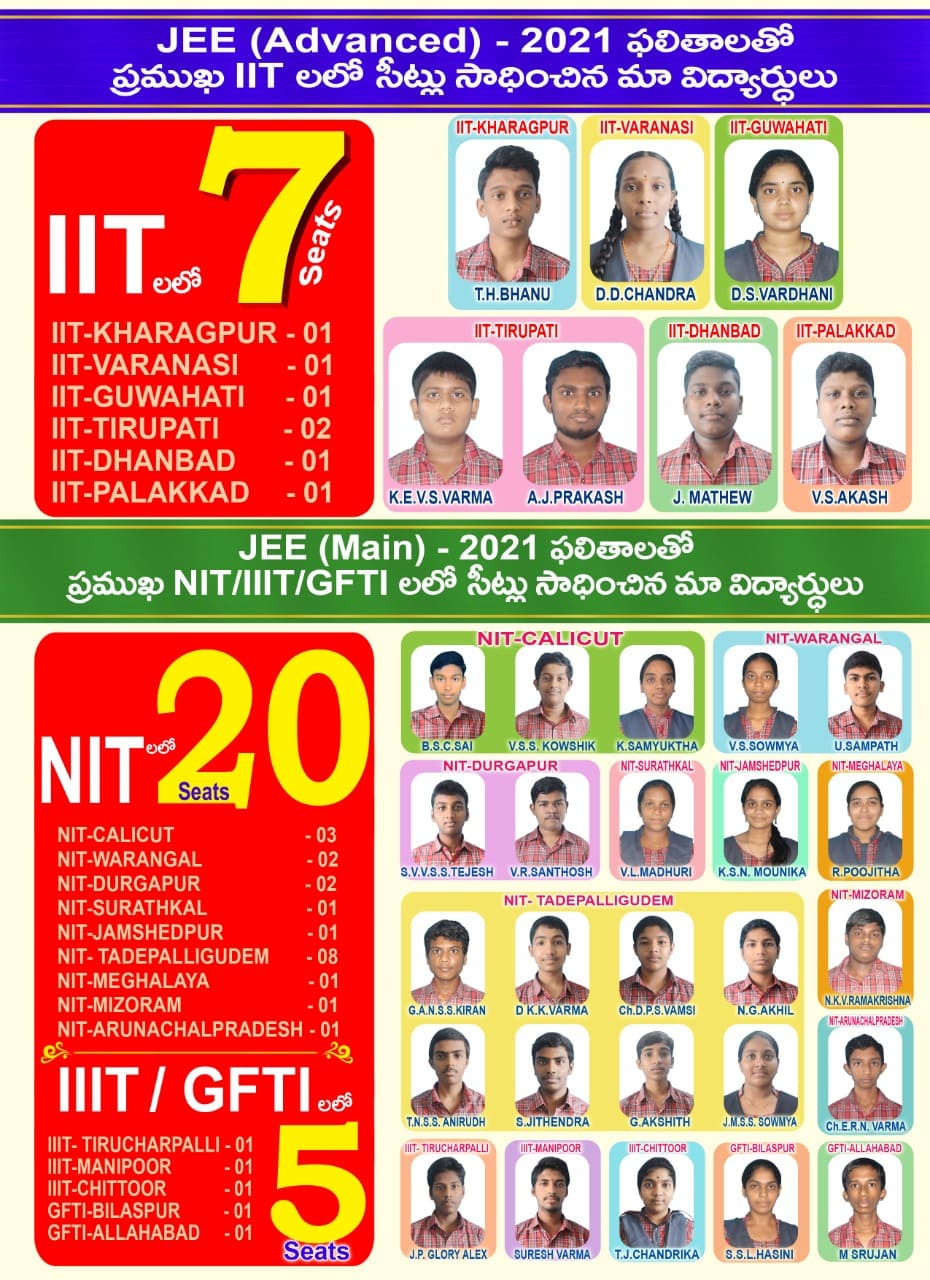 JEE (Advanced) - 2021 ఫలితాలతో
ప్రముఖ IIT లలో సీట్లు సాధించిన మా విద్యార్ధులు
IIT లలో 7 Seats
IIT-KHARAGPUR - 01
IIT-VARANASI - 01
IIT-GUWAHATI - 01
IIT-TIRUPATI - 02
IIT-DHANBAD - 01
IIT-PALAKKAD - 01
IIT-KHARAGPUR IIT-VARANASI IIT-GUWAHATI
T.H.BHANU D.D.CHANDRA D.S.VARDHANI
IIT-TIRUPATI IIT-DHANBAD IIT-PALAKKAD
K.E.V.S.VARMA A.J.PRAKASH J. MATHEW V.S.AKASH
JEE (Main) - 2021 ఫలితాలతో
ప్రముఖ NIT/IIIT/GFTI లలో సీట్లు సాధించిన మా విద్యార్ధులు
NIT లలో 20 Seats
NIT-CALICUT - 03
NIT-WARANGAL - 02
NIT-DURGAPUR - 02
NIT-SURATHKAL - 01
NIT-JAMSHEDPUR - 01
NIT- TADEPALLIGUDEM - 08
NIT-MEGHALAYA - 01
NIT-MIZORAM - 01
NIT-ARUNACHALPRADESH - 01
IIIT / GFTI లలో
5 Seats
IIIT- TIRUCHARPALLI - 01
IIIT-MANIPOOR - 01
IIIT-CHITTOOR - 01
GFTI-BILASPUR - 01
GFTI-ALLAHABAD - 01
NIT-CALICUT NIT-WARANGAL
B.S.C.SAI V.S.S. KOWSHIK K.SAMYUKTHA V.S.SOWMYA U.SAMPATH
NIT-DURGAPUR NIT-SURATHKAL NIT-JAMSHEDPUR NIT-MEGHALAYA
S.V.V.S.S.TEJESH V.R.SANTHOSH V.L.MADHURI K.S.N. MOUNIKA R.POOJITHA
NIT- TADEPALLIGUDEM NIT-MIZORAM
G.A.N.S.S.KIRAN D K.K.VARMA Ch.D.P.S.VAMSI N.G.AKHIL N.K.V.RAMAKRISHNA
NIT-ARUNACHALPRADESH
T.N.S.S. ANIRUDH S.JITHENDRA G.AKSHITH J.M.S.S. SOWMYA Ch.E.R.N. VARMA
IIIT- TIRUCHARPALLI IIIT-MANIPOOR IIIT-CHITTOOR GFTI-BILASPUR GFTI-ALLAHABAD
J.P. GLORY ALEX SURESH VARMA T.J.CHANDRIKA S.S.L.HASINI M SRUJAN